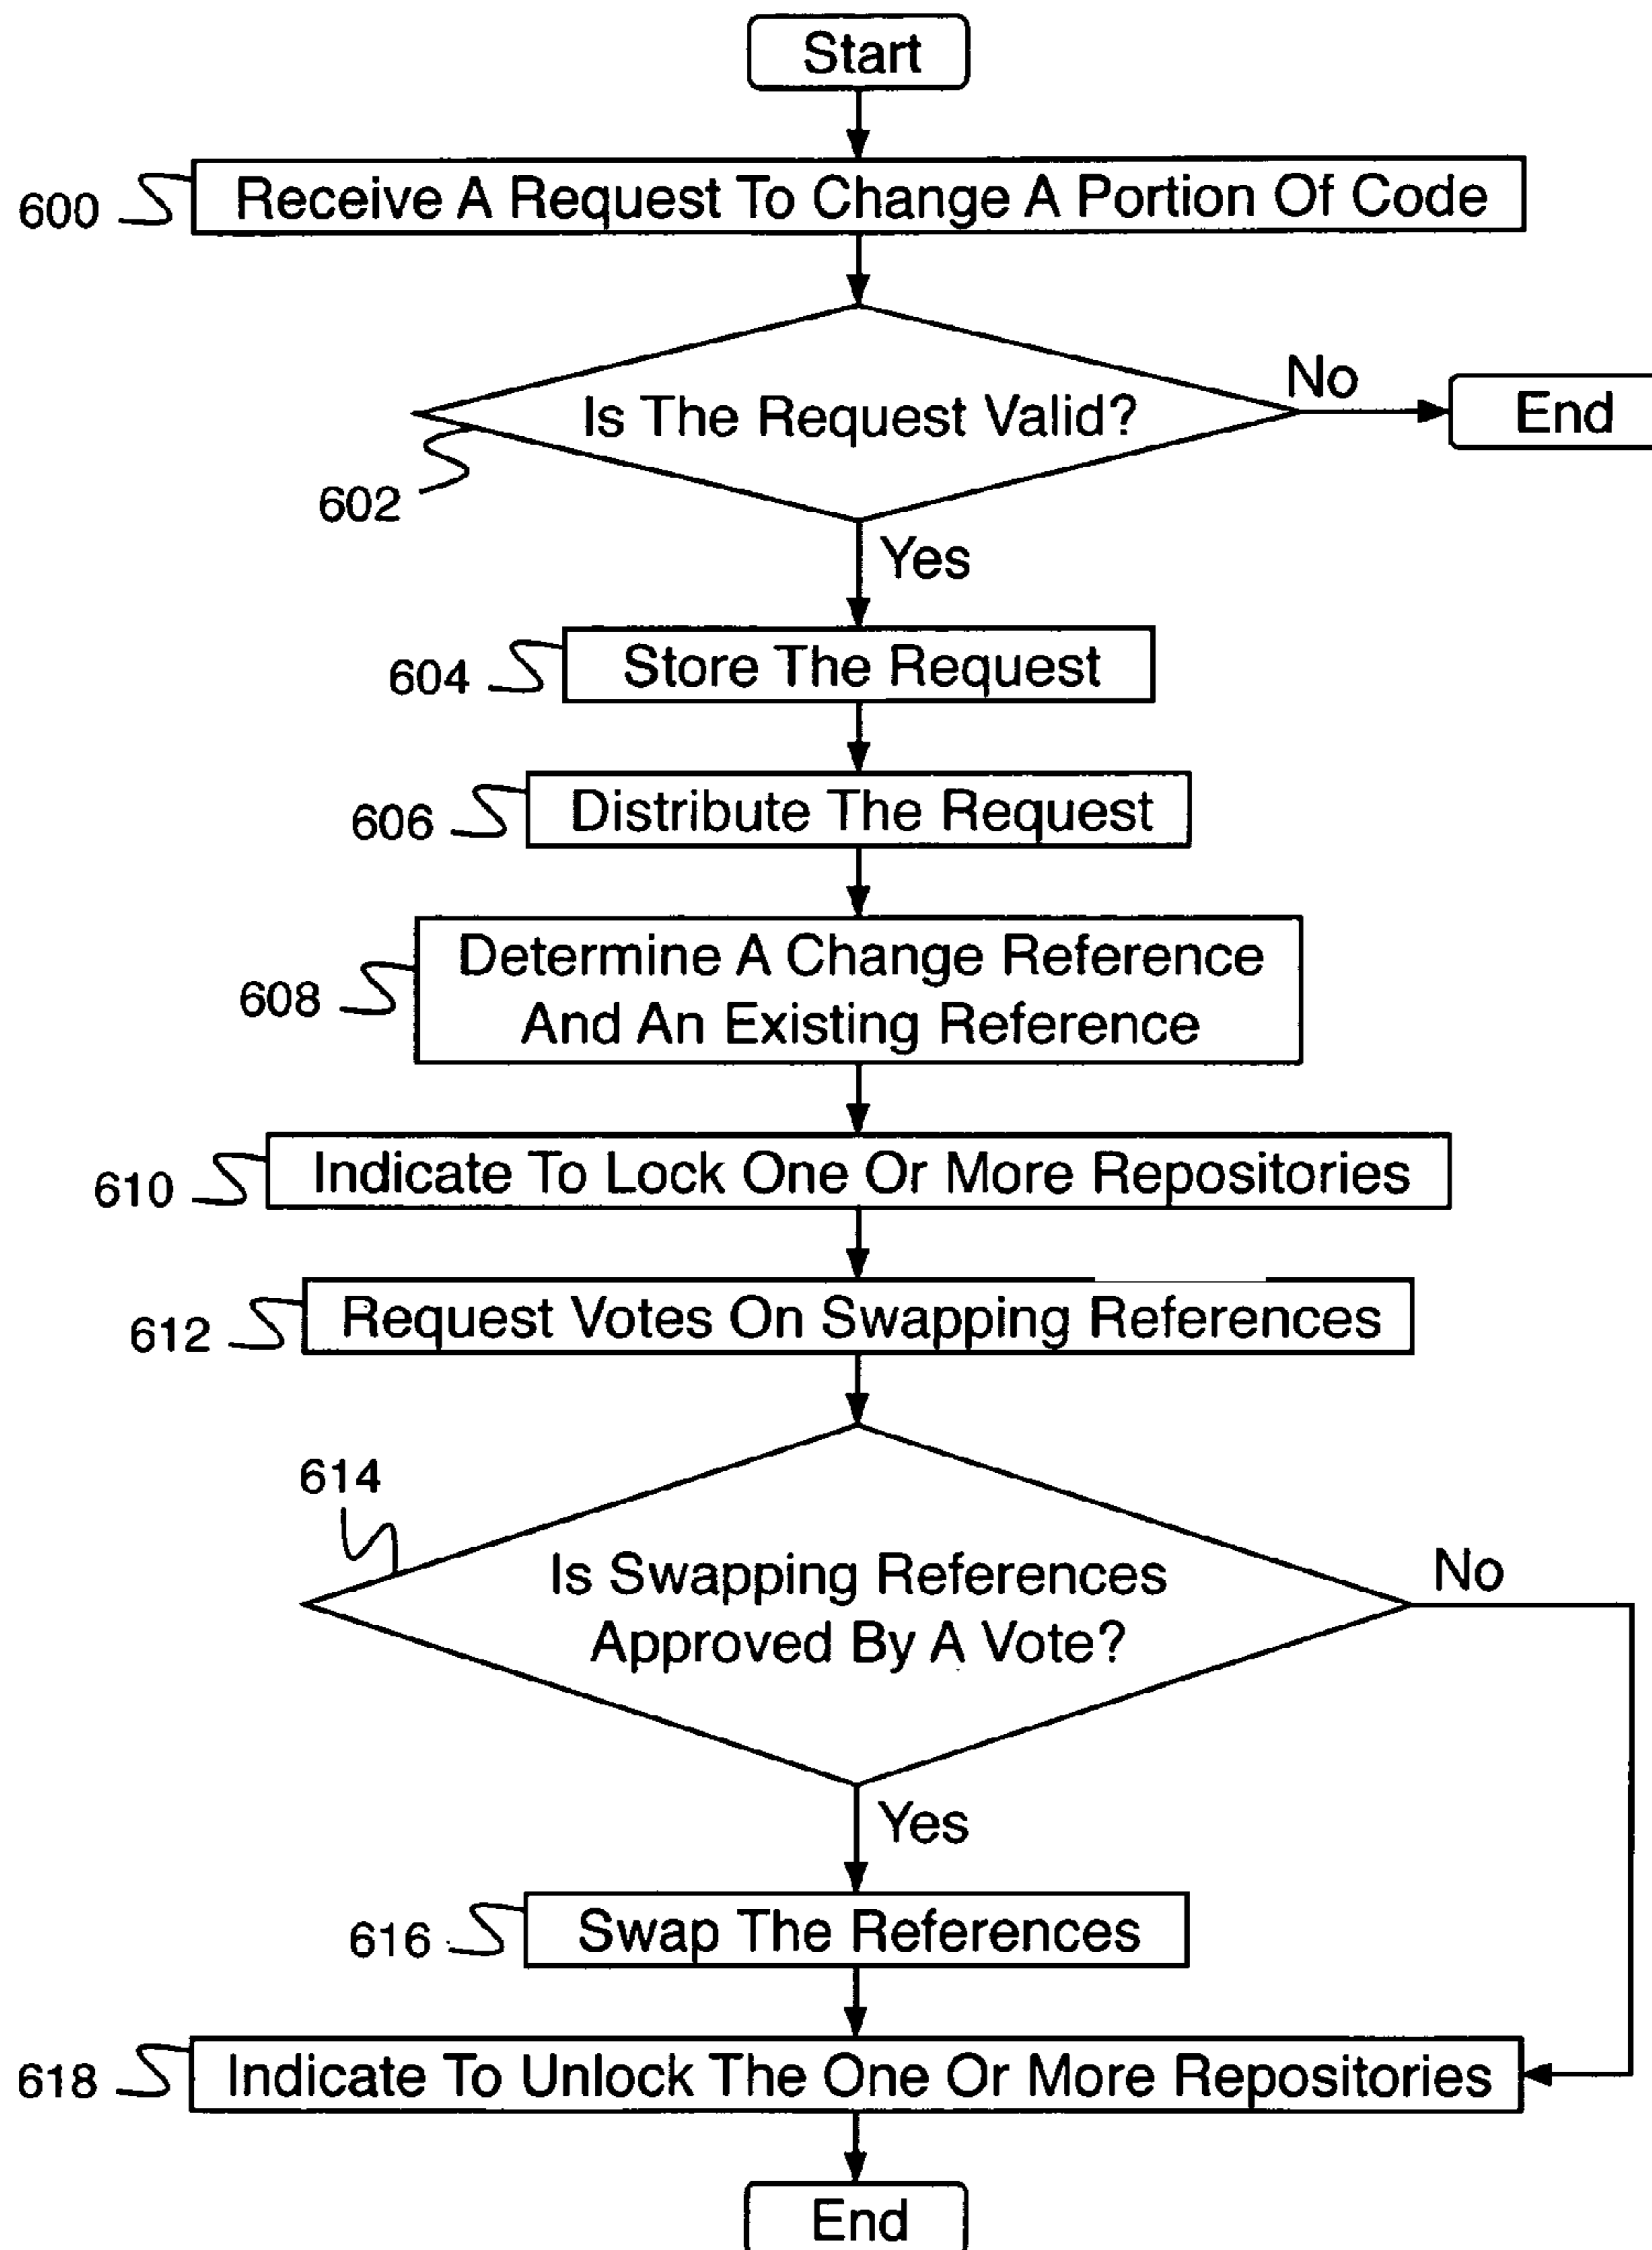 Start
600
Receive A Request To Change A Portion Of Code
Is The Request Valid?
No
End
602
Yes
604
Store The Request
606
Distribute The Request
608
Determine A Change Reference
And An Existing Reference
610
Indicate To Lock One Or More Repositories
612
Request Votes On Swapping References
614
Is Swapping References
Approved By A Vote?
No
Yes
616
Swap The References
618
Indicate To Unlock The One Or More Repositories
End